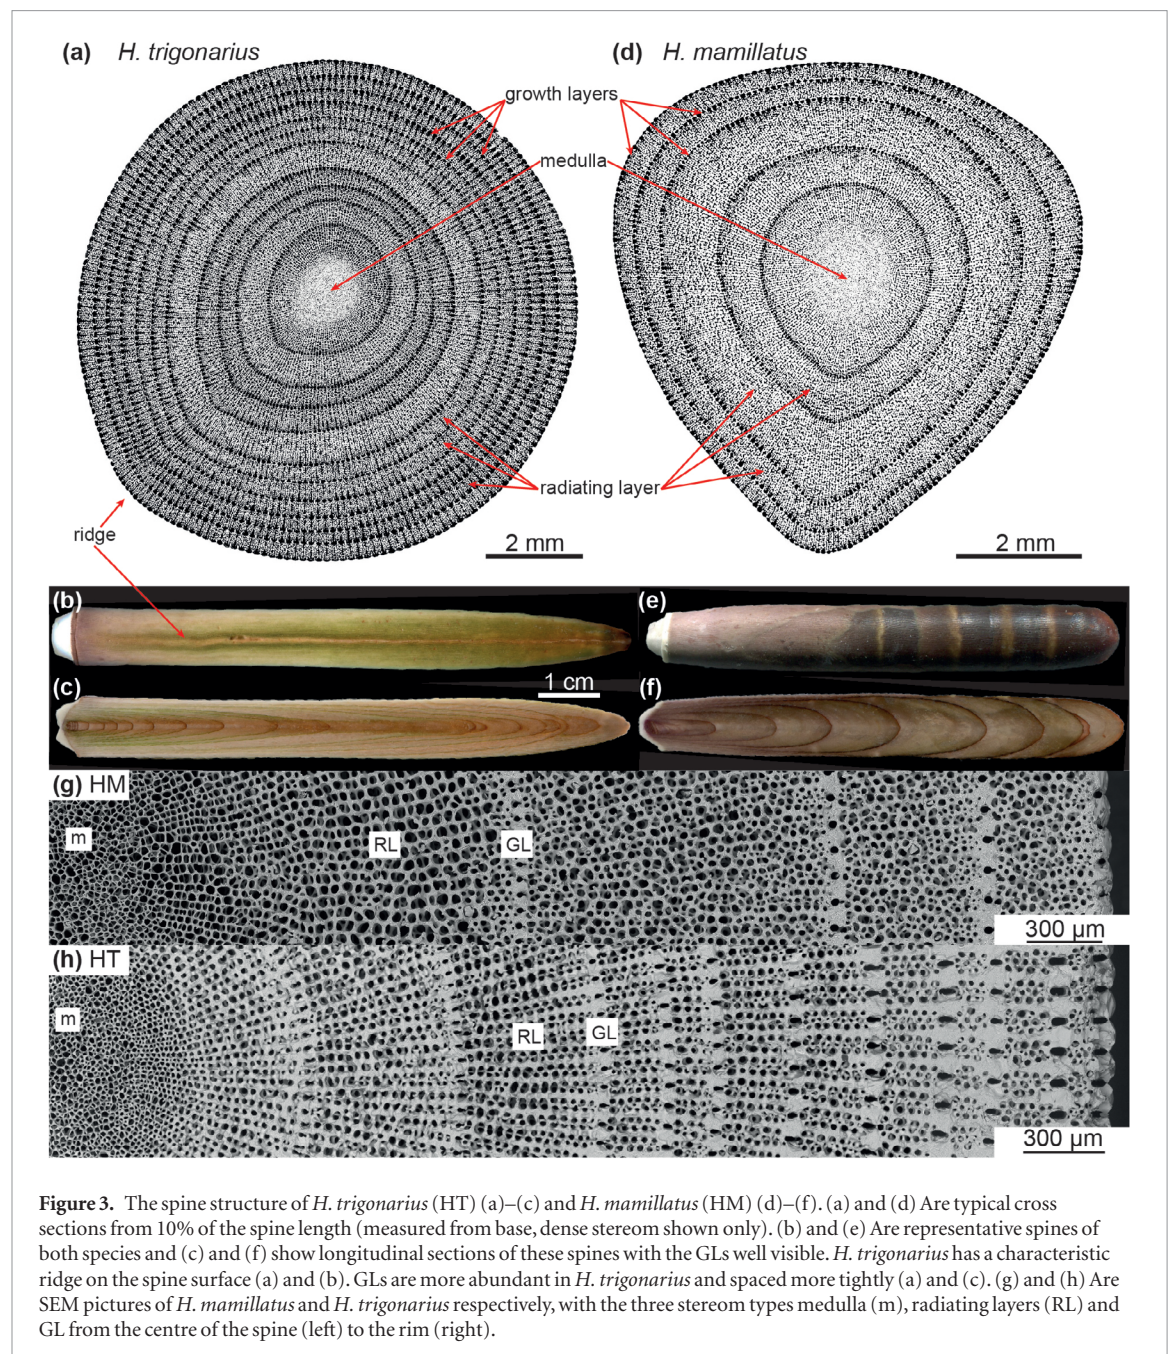 (a) H. trigonarius
(d) H. mamillatus
growth layers
medulla
radiating layer
ridge
2 mm
2 mm
(b)
(e)
1 cm
(c)
(f)
(g) HM
m
RL
GL
300 µm
(h) HT
m
RL
GL
300 µm
Figure 3. The spine structure of H. trigonarius (HT) (a)–(c) and H. mamillatus (HM) (d)–(f). (a) and (d) Are typical cross
sections from 10% of the spine length (measured from base, dense stereom shown only). (b) and (e) Are representative spines of
both species and (c) and (f) show longitudinal sections of these spines with the GLs well visible. H. trigonarius has a characteristic
ridge on the spine surface (a) and (b). GLs are more abundant in H. trigonarius and spaced more tightly (a) and (c). (g) and (h) Are
SEM pictures of H. mamillatus and H. trigonarius respectively, with the three stereom types medulla (m), radiating layers (RL) and
GL from the centre of the spine (left) to the rim (right).